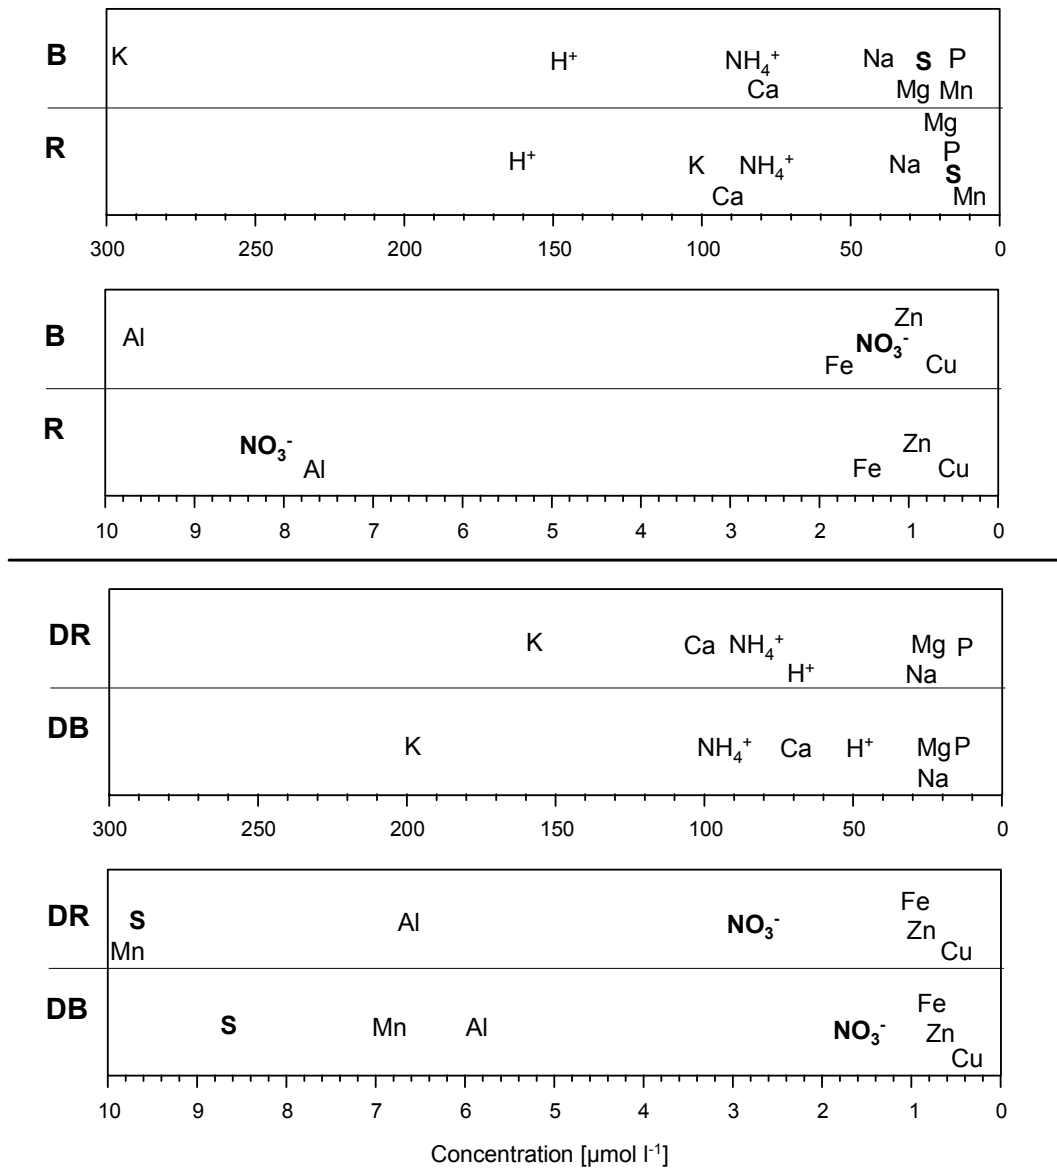 B K H⁺ NH₄⁺ Na S P
Ca Mg Mn
R Mg
H⁺ K NH₄⁺ Na P
S
Ca Mn
300 250 200 150 100 50 0
B Al Zn
NO₃⁻
Fe Cu
R NO₃⁻ Zn
Al Fe Cu
10 9 8 7 6 5 4 3 2 1 0
DR K Ca NH₄⁺ Mg P
H⁺ Na
DB K NH₄⁺ Ca H⁺ Mg P
Na
300 250 200 150 100 50 0
DR S Al NO₃⁻ Fe
Zn
Mn Cu
DB S Mn Al NO₃⁻ Fe
Zn
Cu
10 9 8 7 6 5 4 3 2 1 0
Concentration [µmol l⁻¹]